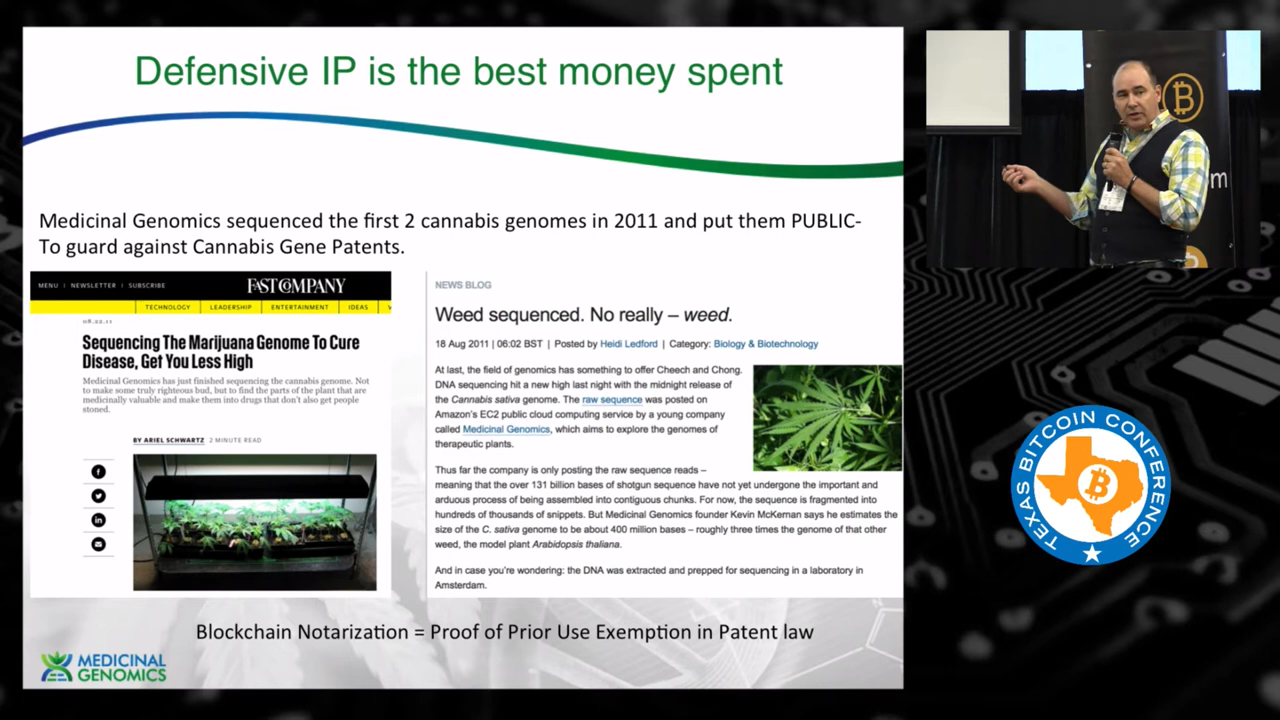 Defensive IP is the best money spent
Medicinal Genomics sequenced the first 2 cannabis genomes in 2011 and put them PUBLIC-
To guard against Cannabis Gene Patents.
MENU | NEWSLETTER | SUBSCRIBE
FAST COMPANY
TECHNOLOGY | LEADERSHIP | ENTERTAINMENT | IDEAS
08.22.11
Sequencing The Marijuana Genome To Cure
Disease, Get You Less High
Medicinal Genomics has just finished sequencing the cannabis genome. Not
to make some truly righteous bud, but to find the parts of the plant that are
medicinally valuable and make them into drugs that don't also get people
stoned.
BY ARIEL SCHWARTZ 2 MINUTE READ
NEWS BLOG
Weed sequenced. No really – weed.
18 Aug 2011 | 06:02 BST | Posted by Heidi Ledford | Category: Biology & Biotechnology
At last, the field of genomics has something to offer Cheech and Chong.
DNA sequencing hit a new high last night with the midnight release of
the Cannabis sativa genome. The raw sequence was posted on
Amazon's EC2 public cloud computing service by a young company
called Medicinal Genomics, which aims to explore the genomes of
therapeutic plants.
Thus far the company is only posting the raw sequence reads –
meaning that the over 131 billion bases of shotgun sequence have not yet undergone the important and
arduous process of being assembled into contiguous chunks. For now, the sequence is fragmented into
hundreds of thousands of snippets. But Medicinal Genomics founder Kevin McKernan says he estimates the
size of the C. sativa genome to be about 400 million bases – roughly three times the genome of that other
weed, the model plant Arabidopsis thaliana.
And in case you're wondering: the DNA was extracted and prepped for sequencing in a laboratory in
Amsterdam.
Blockchain Notarization = Proof of Prior Use Exemption in Patent law
MEDICINAL
GENOMICS
TEXAS BITCOIN CONFERENCE